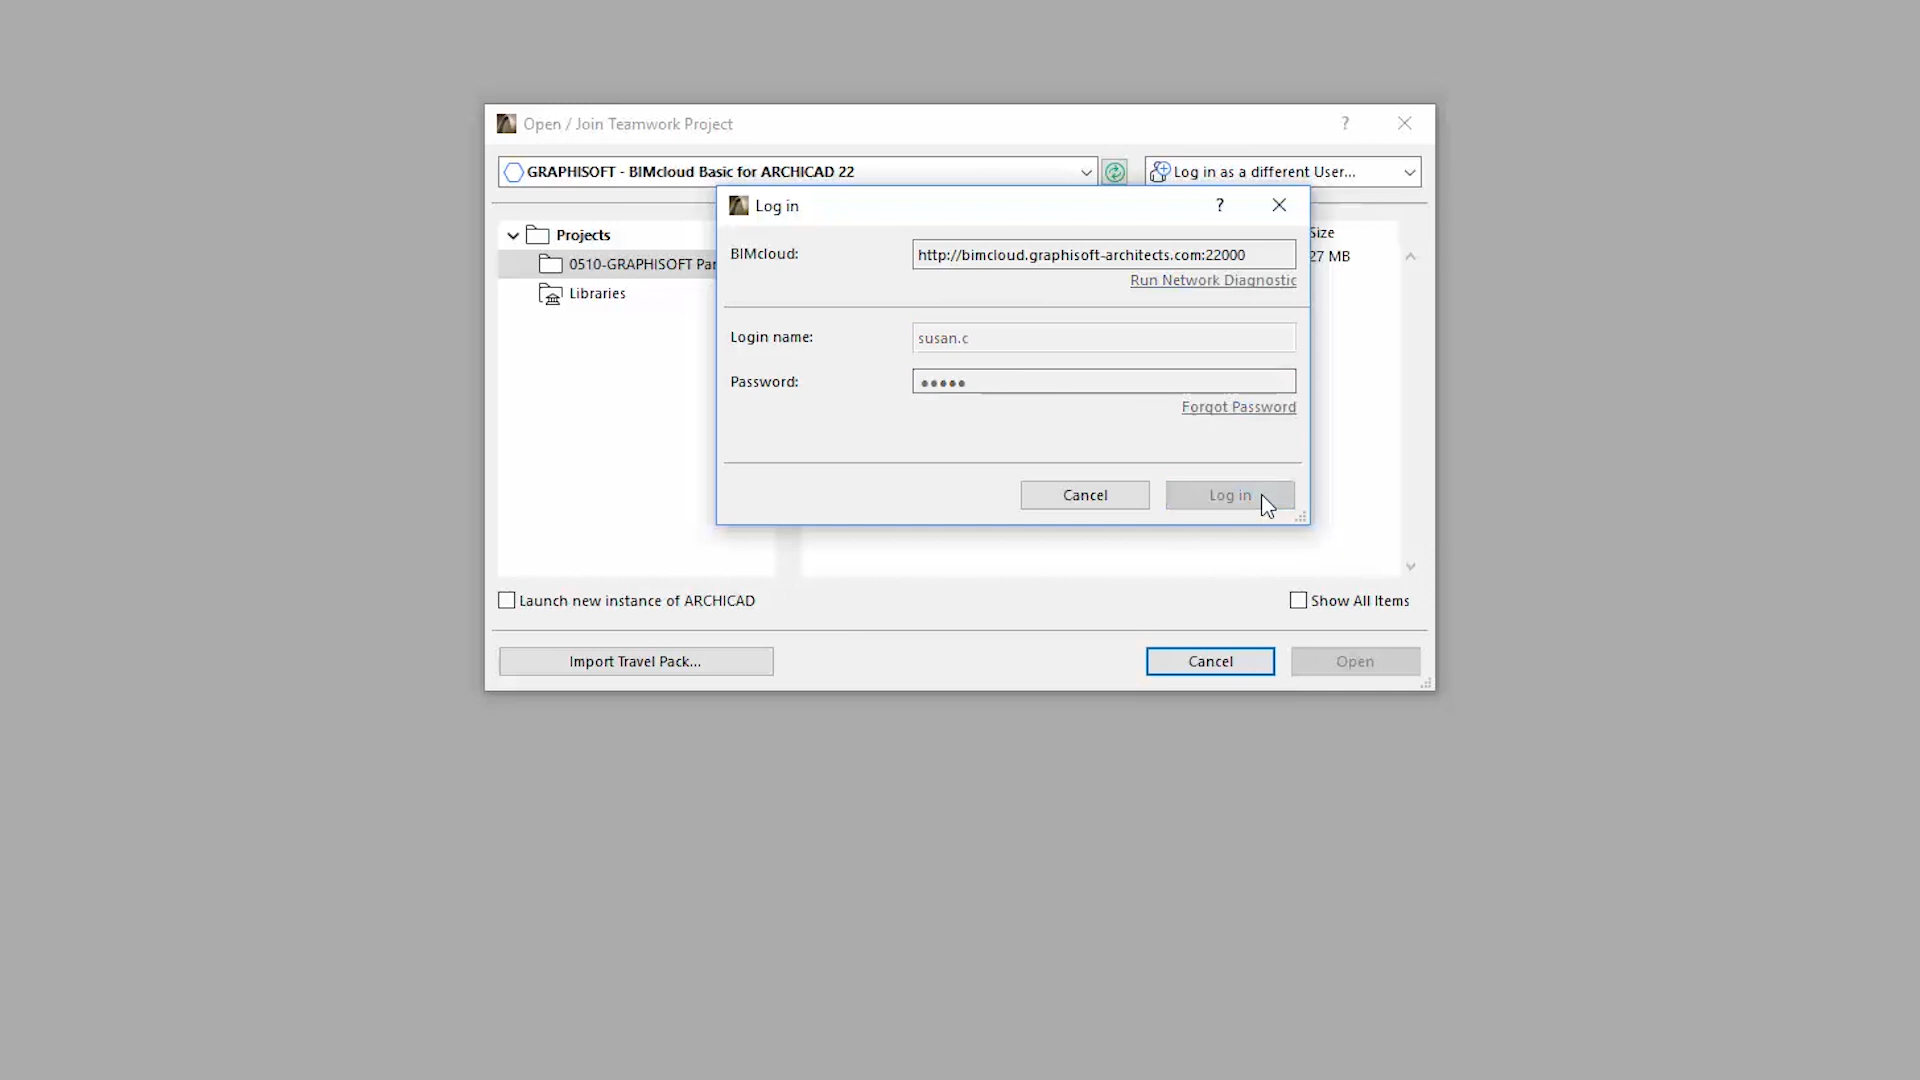 Open / Join Teamwork Project
?
GRAPHISOFT - BIMcloud Basic for ARCHICAD 22
Log in as a different User...
Log in
?
Projects
0510-GRAPHISOFT
Libraries
Size
27 MB
BIMcloud:
http://bimcloud.graphisoft-architects.com:22000
Run Network Diagnostic
Login name:
susan.c
Password:
●●●●●
Forgot Password
Cancel
Log in
Launch new instance of ARCHICAD
Show All Items
Import Travel Pack...
Cancel
Open